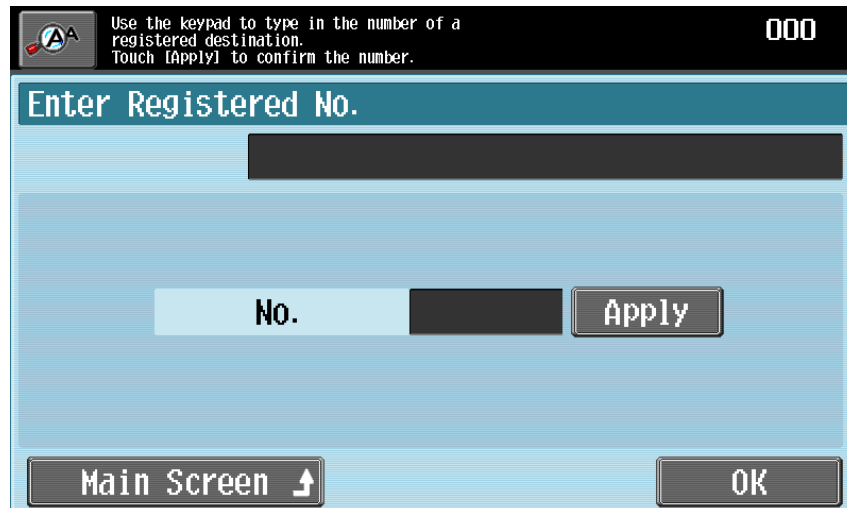 AA
Use the keypad to type in the number of a
registered destination.
Touch [Apply] to confirm the number.
000
Enter Registered No.
No.
Apply
Main Screen
OK